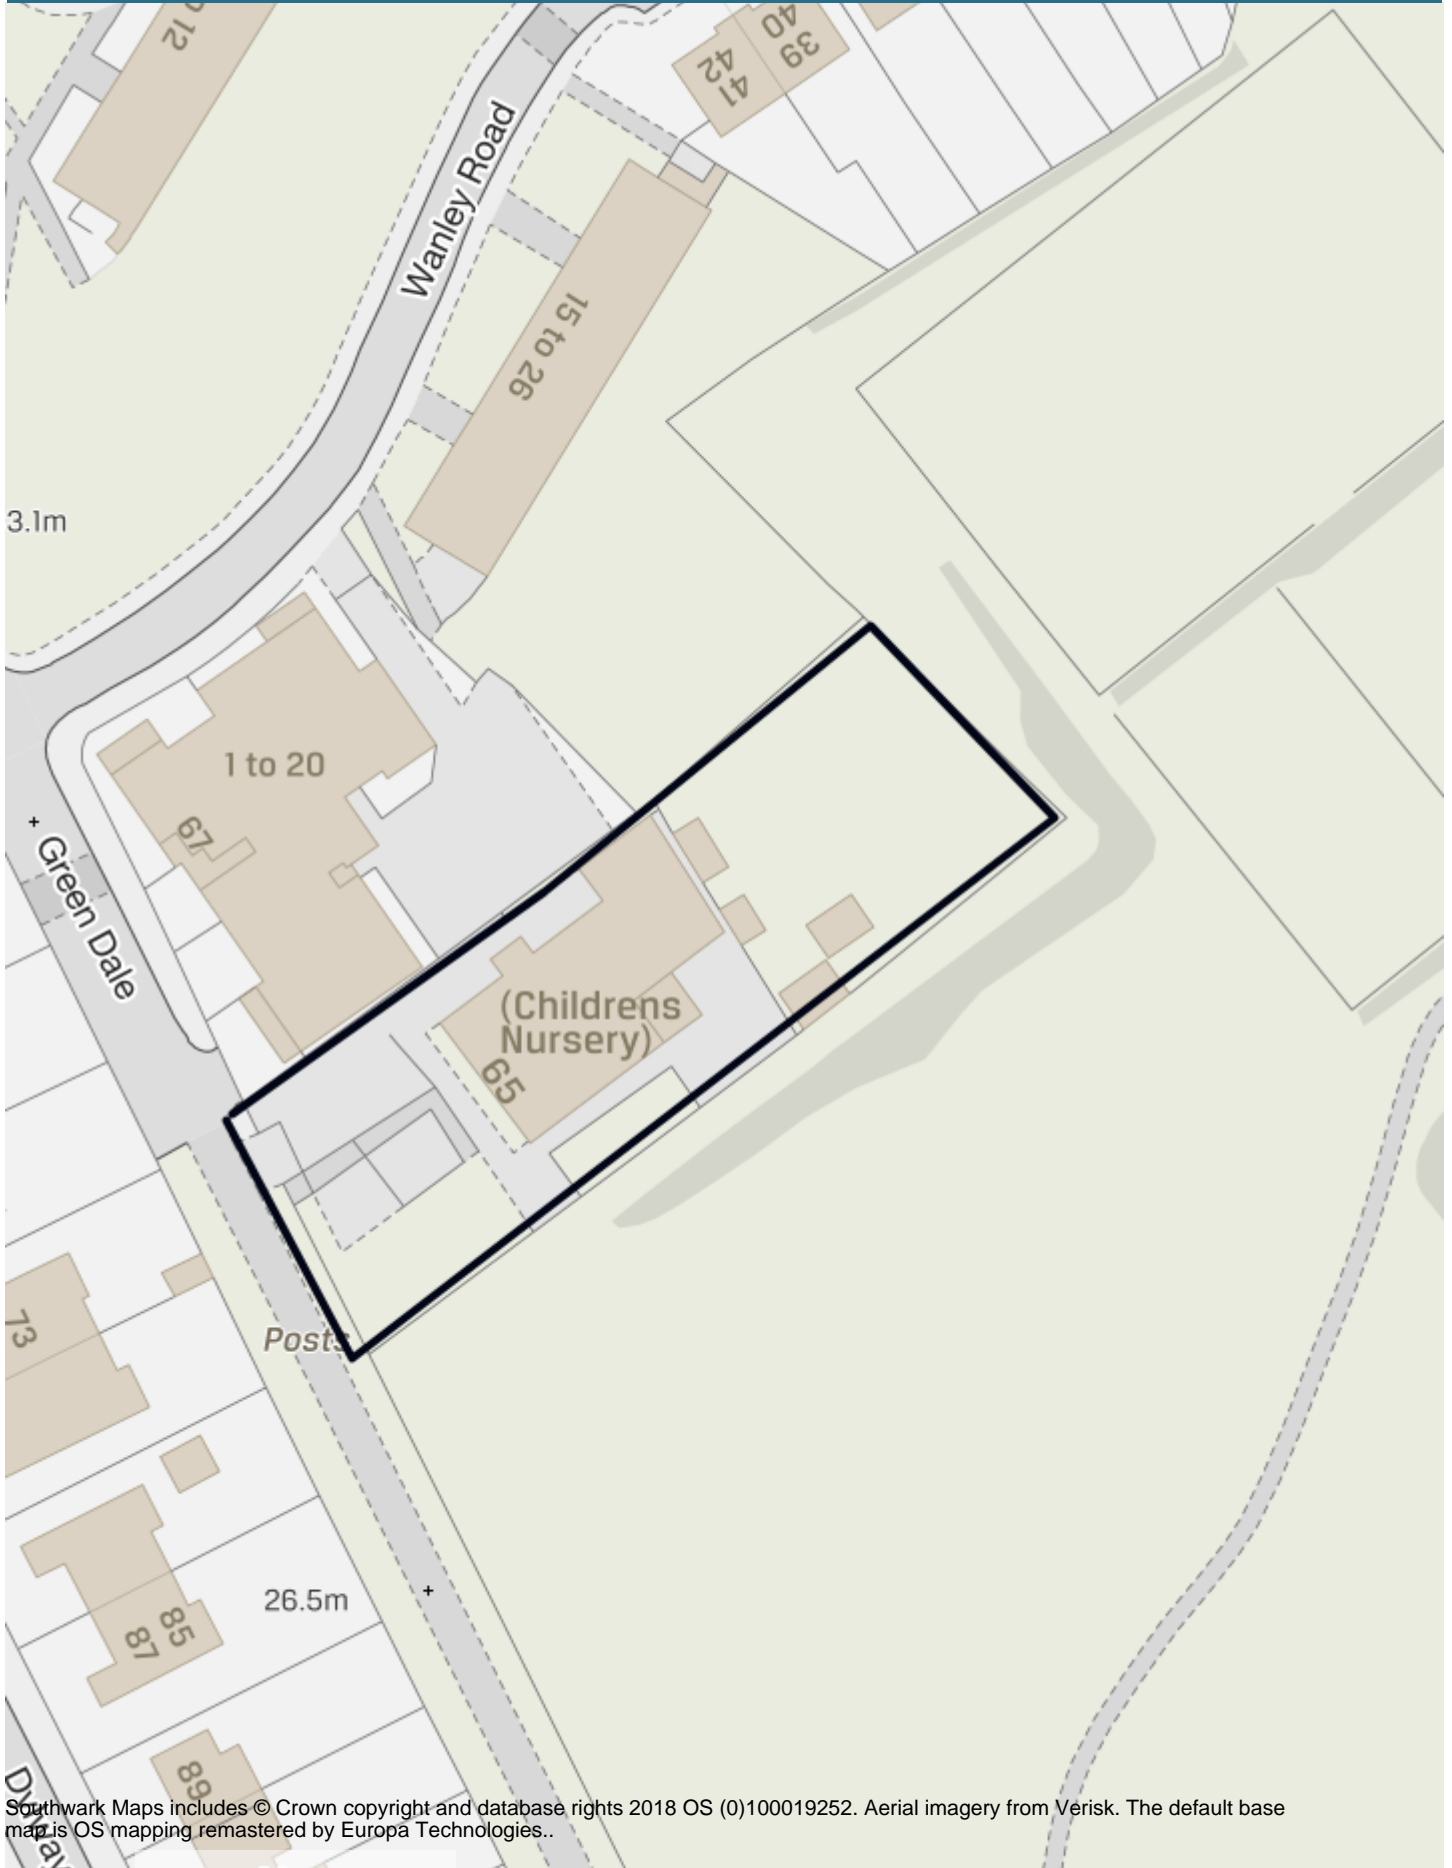 12
40
39
42
41
Wanley Road
15 to 26
3.1m
1 to 20
67
Green Dale
(Childrens
Nursery)
65
Posts
73
26.5m
85
87
89
Southwark Maps includes © Crown copyright and database rights 2018 OS (0)100019252. Aerial imagery from Verisk. The default base
map is OS mapping remastered by Europa Technologies..